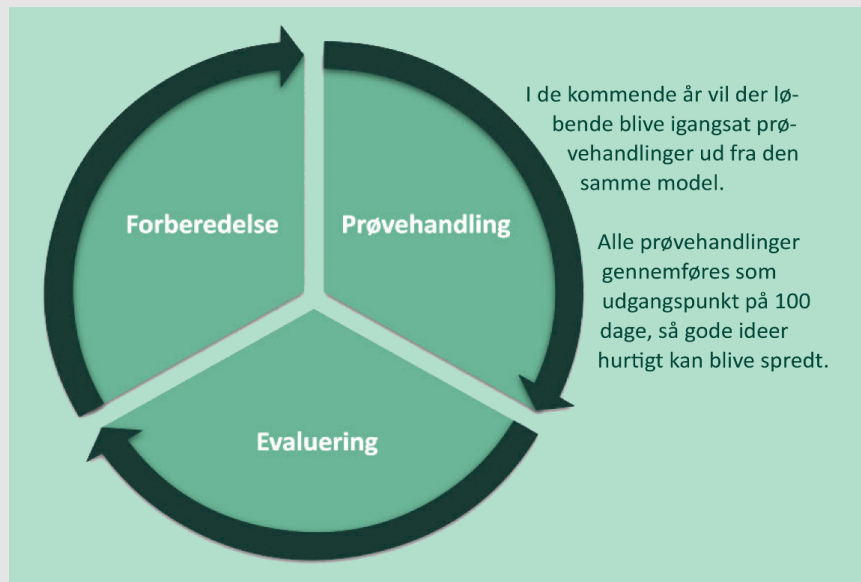 I de kommende år vil der lø-
bende blive igangsat prø-
vehandlinger ud fra den
samme model.
Alle prøvehandlinger
gennemføres som
udgangspunkt på 100
dage, så gode ideer
hurtigt kan blive spredt.
Forberedelse
Prøvehandling
Evaluering